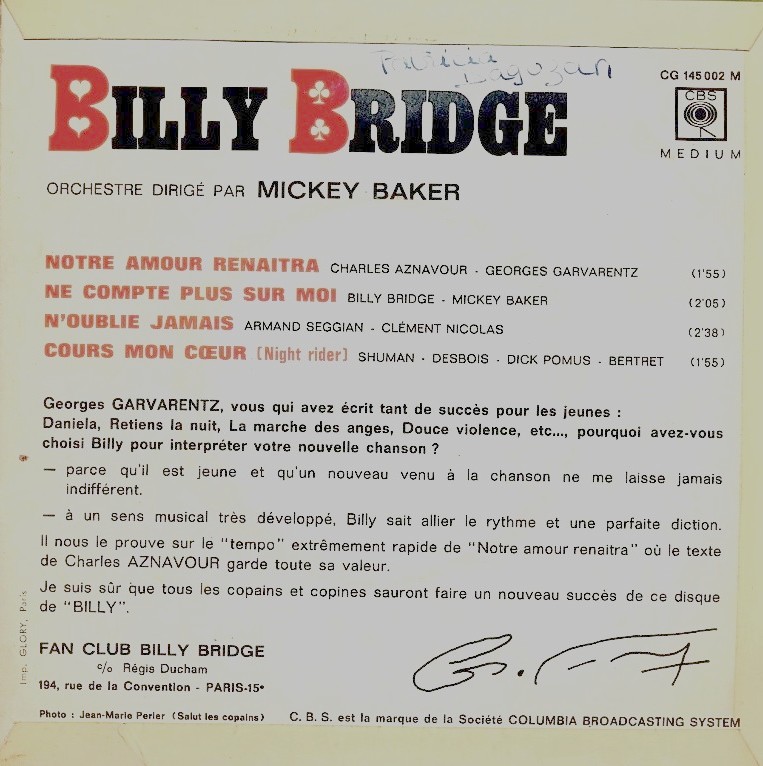 Patricia
CG 145 002 M
BILLY BRIDGE
CBS
MEDIUM
ORCHESTRE DIRIGÉ PAR MICKEY BAKER
NOTRE AMOUR RENAITRA CHARLES AZNAVOUR - GEORGES GARVARENTZ (1'55)
NE COMPTE PLUS SUR MOI BILLY BRIDGE - MICKEY BAKER (2'05)
N'OUBLIE JAMAIS ARMAND SEGGIAN - CLÉMENT NICOLAS (2'38)
COURS MON CŒUR (Night rider) SHUMAN - DESBOIS - DICK POMUS - BERTRET (1'55)
Georges GARVARENTZ, vous qui avez écrit tant de succès pour les jeunes :
Daniela, Retiens la nuit, La marche des anges, Douce violence, etc..., pourquoi avez-vous
choisi Billy pour interpréter votre nouvelle chanson ?
— parce qu'il est jeune et qu'un nouveau venu à la chanson ne me laisse jamais
indifférent.
— à un sens musical très développé, Billy sait allier le rythme et une parfaite diction.
Il nous le prouve sur le "tempo" extrêmement rapide de "Notre amour renaitra" où le texte
de Charles AZNAVOUR garde toute sa valeur.
Je suis sûr que tous les copains et copines sauront faire un nouveau succès de ce disque
de "BILLY".
FAN CLUB BILLY BRIDGE
c/o Régis Ducham
194, rue de la Convention - PARIS-15e
Photo : Jean-Marie Perier (Salut les copains)
C. B. S. est la marque de la Société COLUMBIA BROADCASTING SYSTEM
Imp. GLORY, Paris